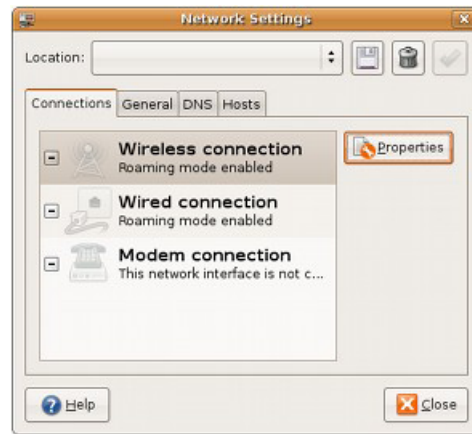 Network Settings
Location:
Connections General DNS Hosts
Wireless connection
Roaming mode enabled
Properties
Wired connection
Roaming mode enabled
Modem connection
This network interface is not c...
Help
Close